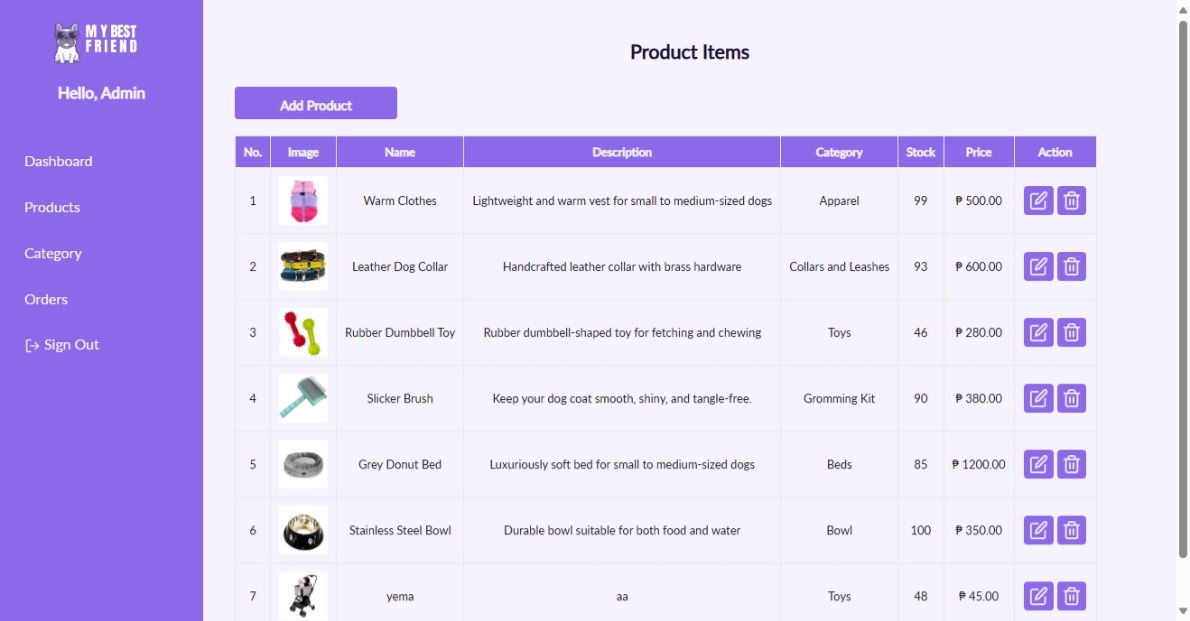 MY BEST
FRIEND
Hello, Admin
Dashboard
Products
Category
Orders
Sign Out
Product Items
Add Product
No. Image Name Description Category Stock Price Action
1 Warm Clothes Lightweight and warm vest for small to medium-sized dogs Apparel 99 ₱ 500.00
2 Leather Dog Collar Handcrafted leather collar with brass hardware Collars and Leashes 93 ₱ 600.00
3 Rubber Dumbbell Toy Rubber dumbbell-shaped toy for fetching and chewing Toys 46 ₱ 280.00
4 Slicker Brush Keep your dog coat smooth, shiny, and tangle-free. Gromming Kit 90 ₱ 380.00
5 Grey Donut Bed Luxuriously soft bed for small to medium-sized dogs Beds 85 ₱ 1200.00
6 Stainless Steel Bowl Durable bowl suitable for both food and water Bowl 100 ₱ 350.00
7 yema aa Toys 48 ₱ 45.00